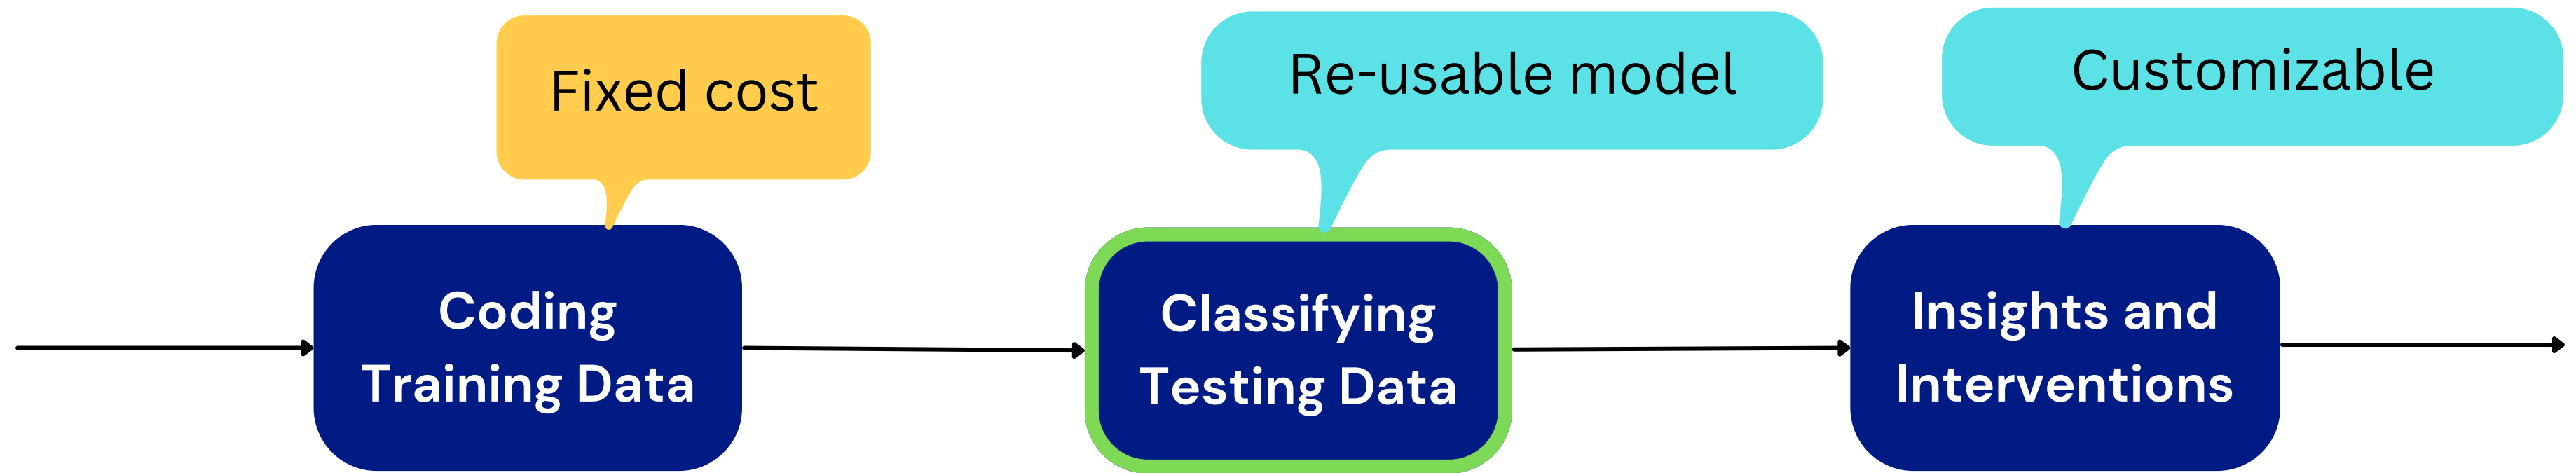 Fixed cost
Re-usable model
Customizable
Coding
Training Data
Classifying
Testing Data
Insights and
Interventions